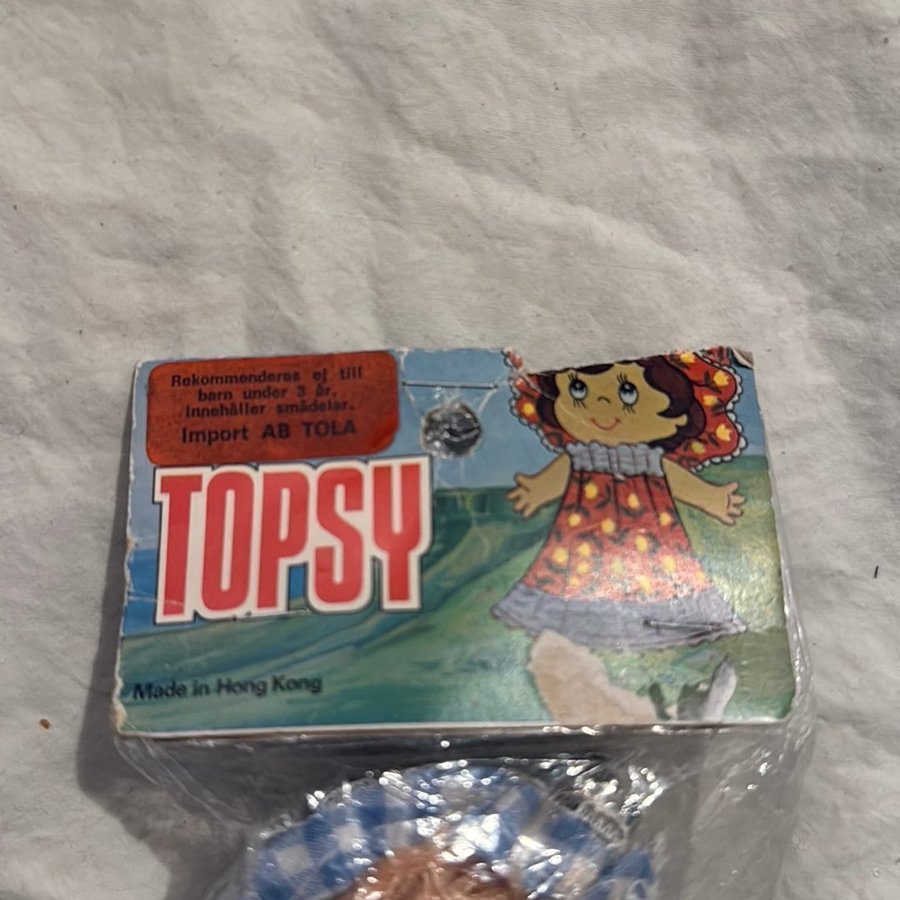 Rekommenderas ej till
barn under 3 år.
innehåller smådelar.
Import AB TOLA
TOPSY
Made in Hong Kong